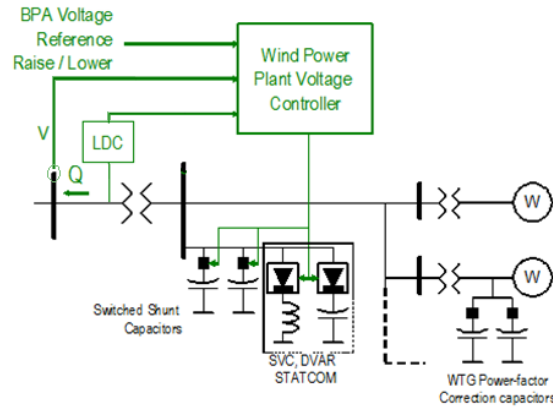 BPA Voltage
Reference
Raise / Lower
Wind Power
Plant Voltage
Controller
V
LDC
Q
W
W
Switched Shunt
Capacitors
SVC, DVAR
STATCOM
WTG Power-factor
Correction capacitors